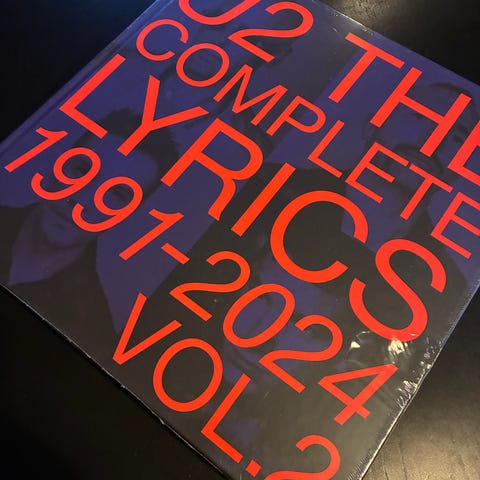 U2 THE
COMPLETE
LYRICS
1991-2024
VOL.2